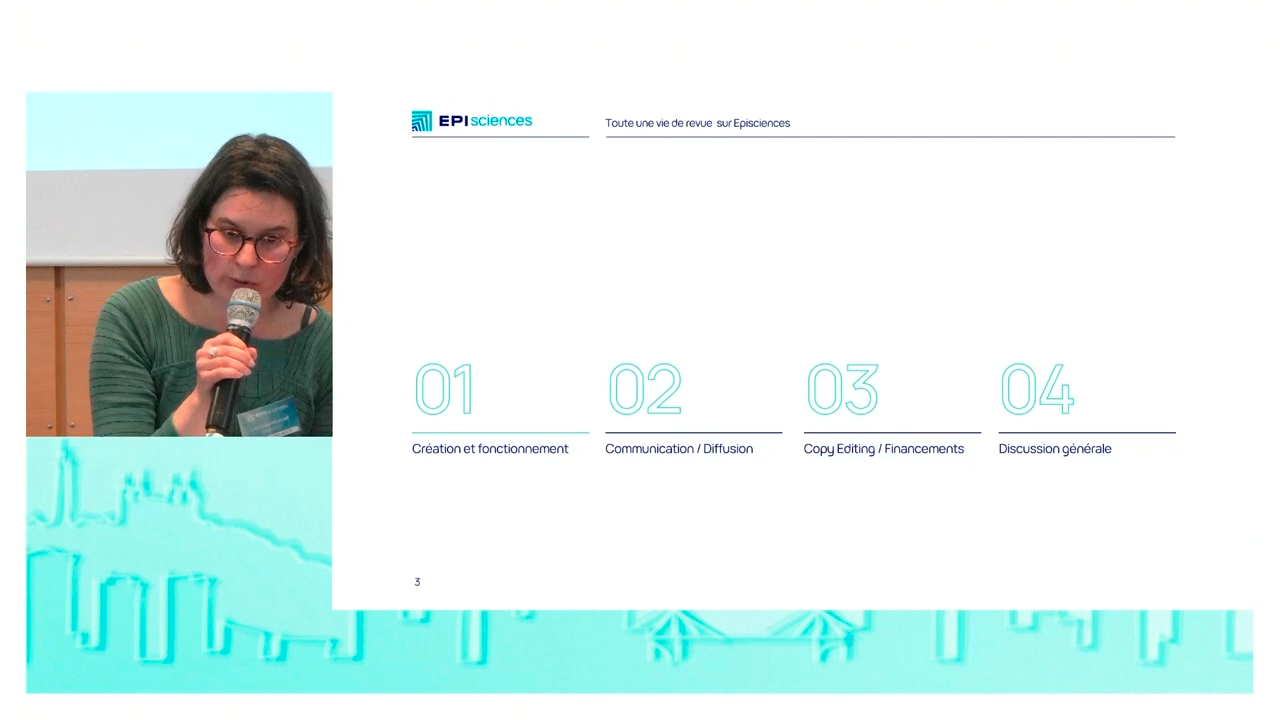 EPIsciences
Toute une vie de revue sur Episciences
01
02
03
04
Création et fonctionnement
Communication / Diffusion
Copy Editing / Financements
Discussion générale
3